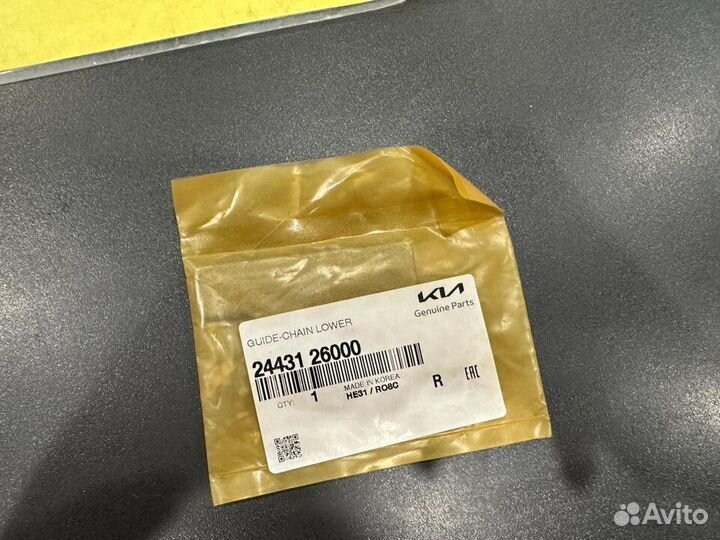 KIA
Genuine Parts
GUIDE-CHAIN LOWER
24431 26000
QTY: 1
MADE IN KOREA
HE31 / RO8C
R
EAC
Avito